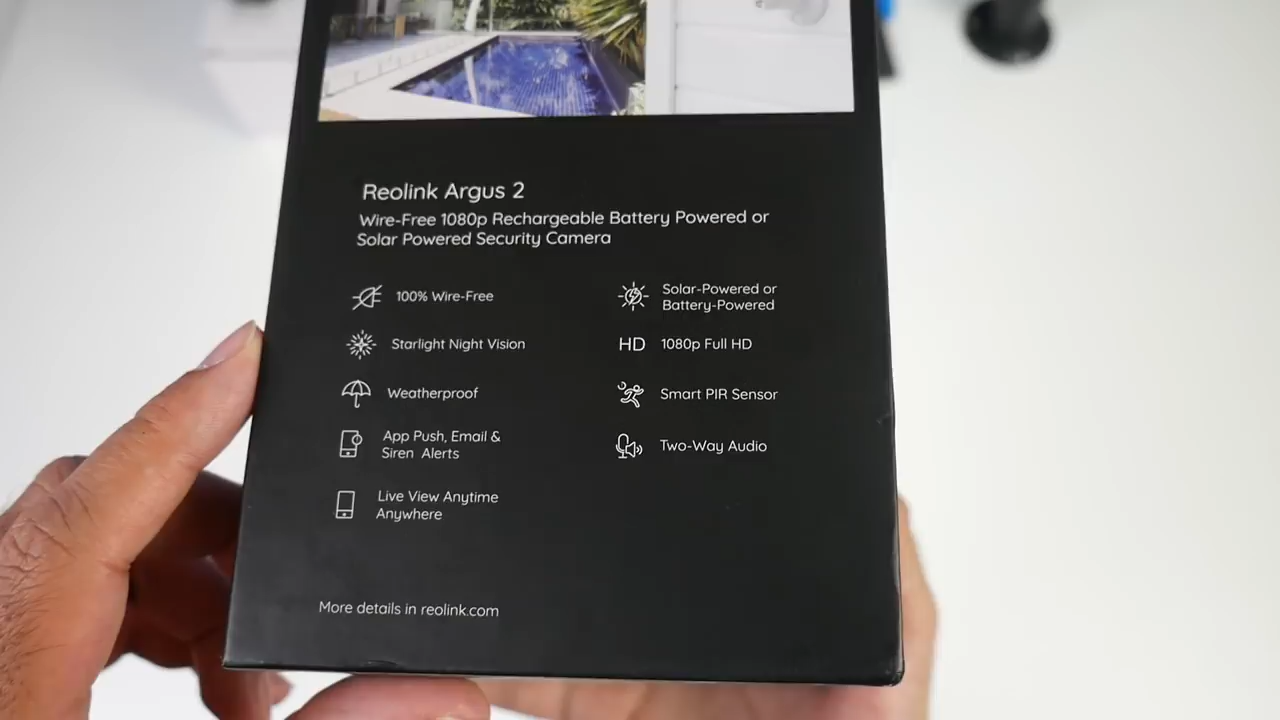 Reolink Argus 2
Wire-Free 1080p Rechargeable Battery Powered or
Solar Powered Security Camera
100% Wire-Free
Solar-Powered or
Battery-Powered
Starlight Night Vision
HD 1080p Full HD
Weatherproof
Smart PIR Sensor
App Push, Email &
Siren Alerts
Two-Way Audio
Live View Anytime
Anywhere
More details in reolink.com